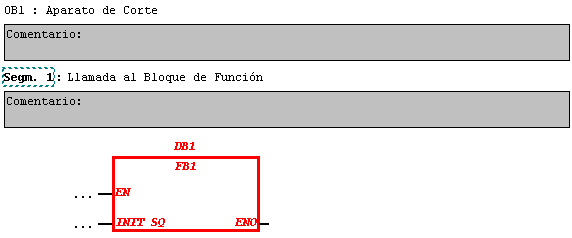 OB1 : Aparato de Corte
Comentario:
Segm. 1 : Llamada al Bloque de Función
Comentario:
DB1
FB1
... EN
... INIT_SQ ENO